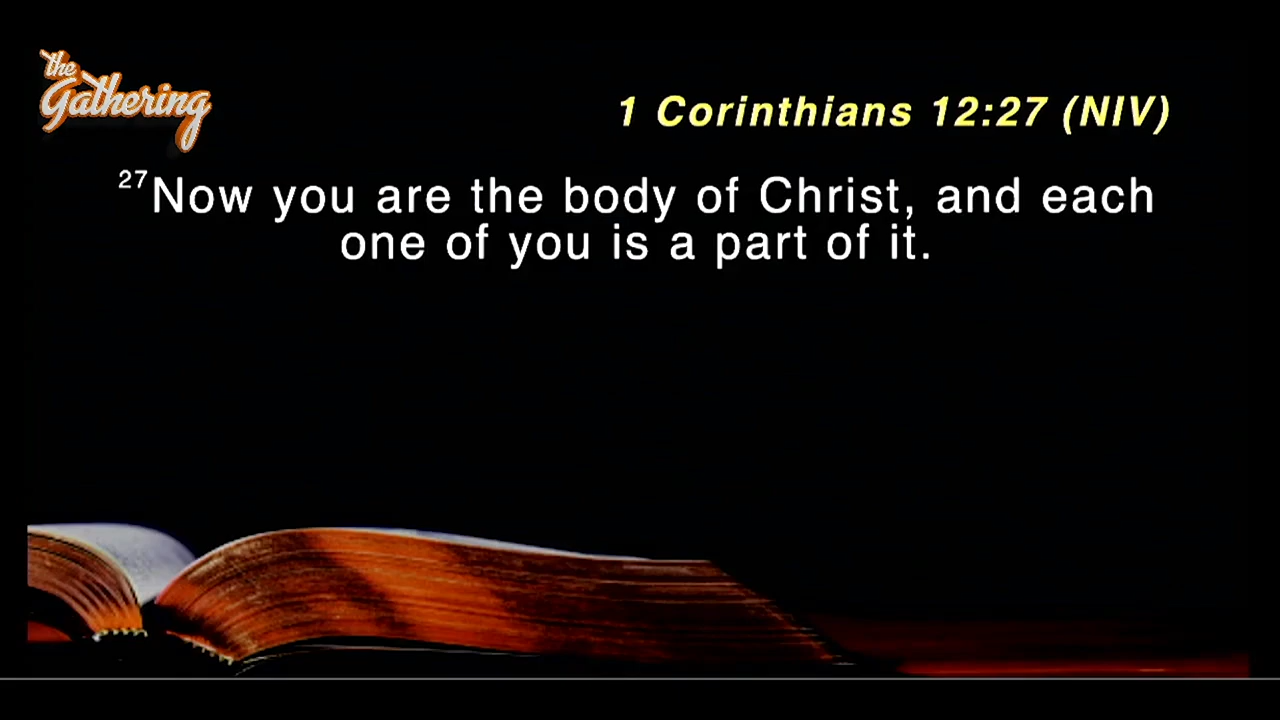 the
Gathering
1 Corinthians 12:27 (NIV)
27Now you are the body of Christ, and each
one of you is a part of it.